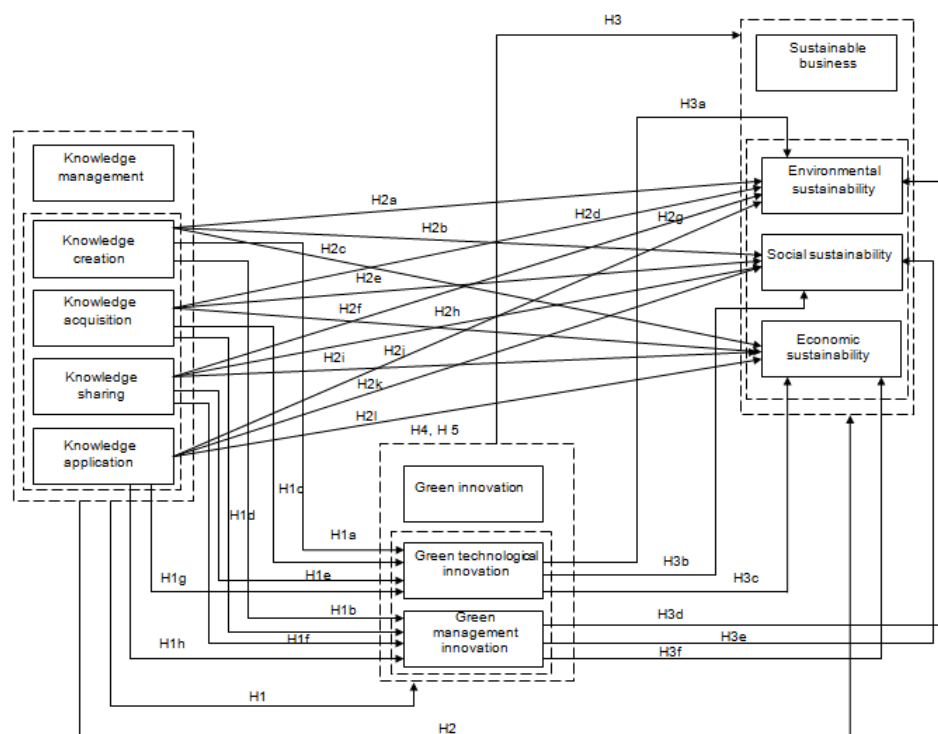 H3
Sustainable
business
H3a
Knowledge
management
Environmental
sustainability
H2a
H2d
H2g
H2b
Knowledge
creation
H2c
Social sustainability
H2e
Knowledge
acquisition
H2f
H2h
Economic
sustainability
H2i
H2j
Knowledge
sharing
H2k
H2l
H4, H 5
Knowledge
application
Green innovation
H1c
H1d
H1a
Green technological
innovation
H3b
H1e
H1g
H3c
H1b
Green
management
innovation
H3d
H1f
H3e
H1h
H3f
H1
H2